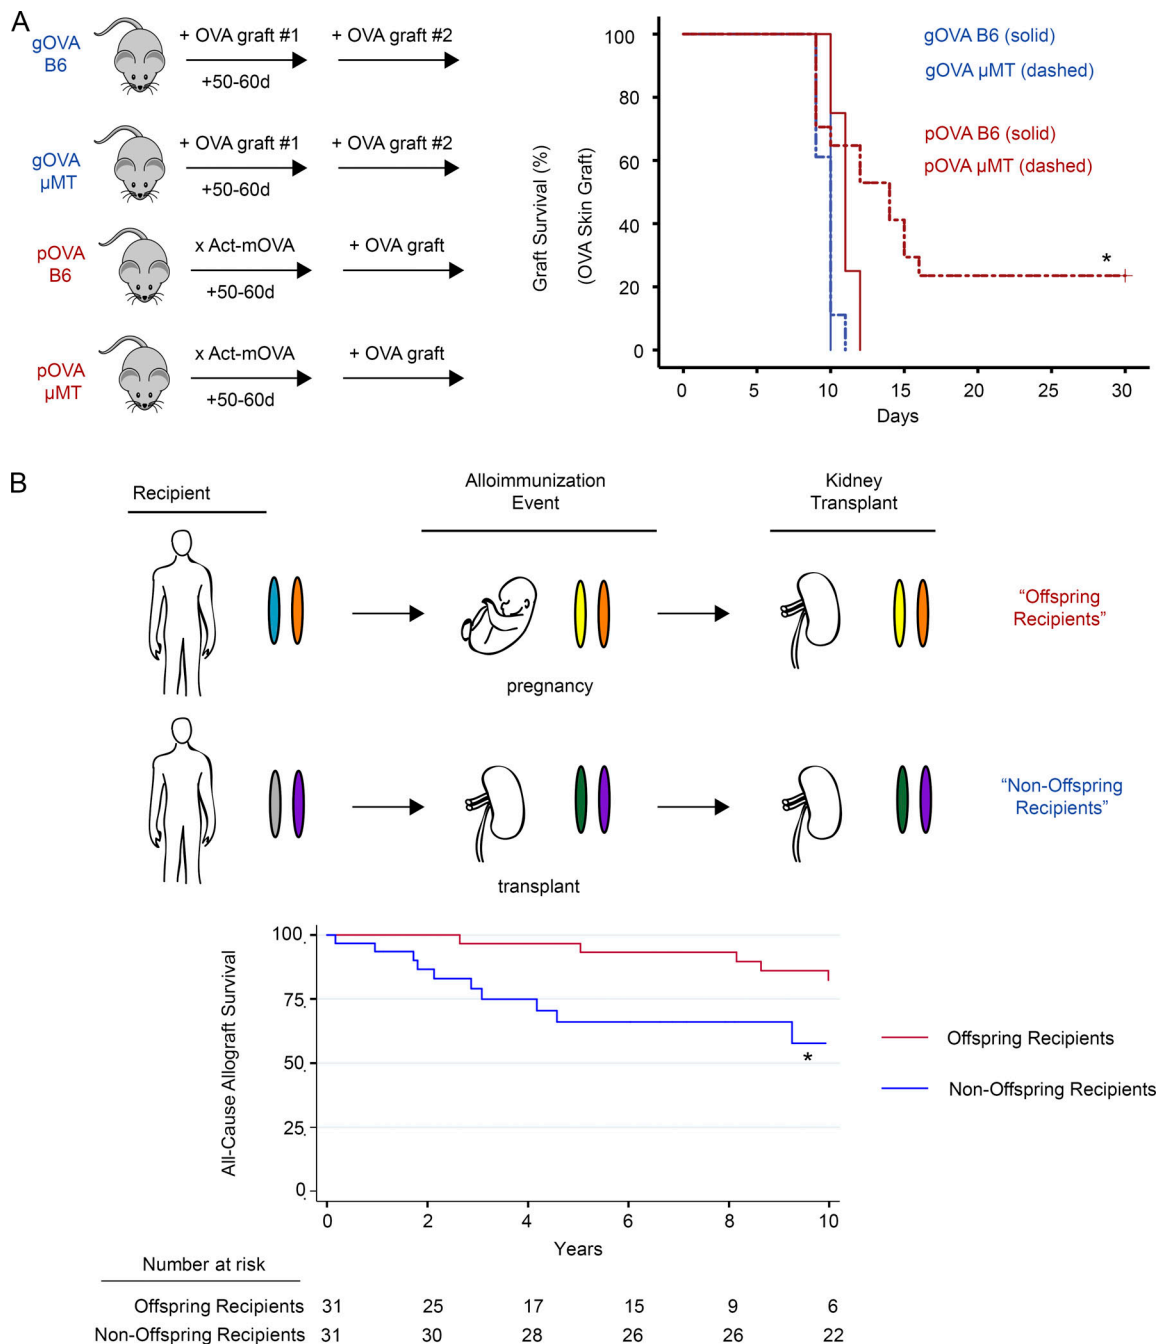 A
gOVA
B6
+ OVA graft #1
+50-60d
+ OVA graft #2
gOVA
µMT
+ OVA graft #1
+50-60d
+ OVA graft #2
pOVA
B6
x Act-mOVA
+50-60d
+ OVA graft
pOVA
µMT
x Act-mOVA
+50-60d
+ OVA graft
Graft Survival (%)
(OVA Skin Graft)
100
80
60
40
20
0
0 5 10 15 20 25 30
Days
gOVA B6 (solid)
gOVA µMT (dashed)
pOVA B6 (solid)
pOVA µMT (dashed)
*
B
Recipient
Alloimmunization
Event
Kidney
Transplant
pregnancy
“Offspring
Recipients”
transplant
“Non-Offspring
Recipients”
All-Cause Allograft Survival
100
75
50
25
0
0 2 4 6 8 10
Years
*
Offspring Recipients
Non-Offspring Recipients
Number at risk
Offspring Recipients 31 25 17 15 9 6
Non-Offspring Recipients 31 30 28 26 26 22